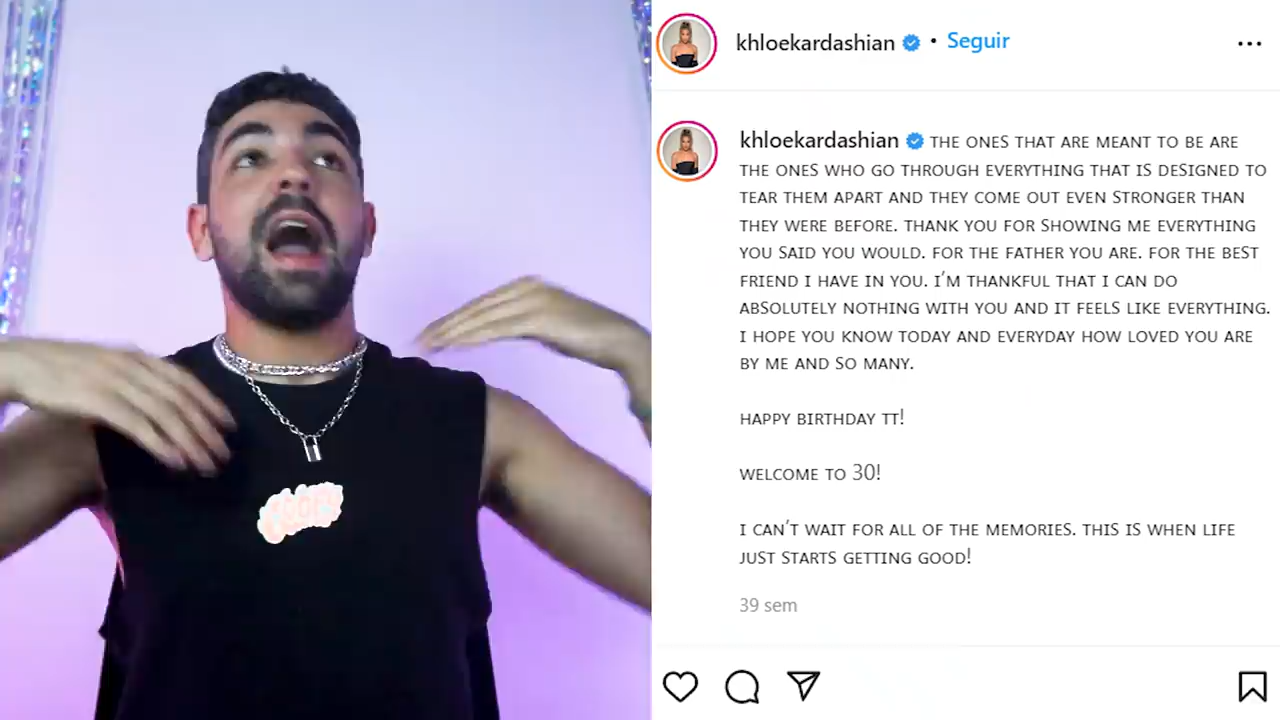 khloekardashian • Seguir
khloekardashian THE ONES THAT ARE MEANT TO BE ARE
THE ONES WHO GO THROUGH EVERYTHING THAT IS DESIGNED TO
TEAR THEM APART AND THEY COME OUT EVEN STRONGER THAN
THEY WERE BEFORE. THANK YOU FOR SHOWING ME EVERYTHING
YOU SAID YOU WOULD. FOR THE FATHER YOU ARE. FOR THE BEST
FRIEND I HAVE IN YOU. I'M THANKFUL THAT I CAN DO
ABSOLUTELY NOTHING WITH YOU AND IT FEELS LIKE EVERYTHING.
I HOPE YOU KNOW TODAY AND EVERYDAY HOW LOVED YOU ARE
BY ME AND SO MANY.
HAPPY BIRTHDAY TT!
WELCOME TO 30!
I CAN'T WAIT FOR ALL OF THE MEMORIES. THIS IS WHEN LIFE
JUST STARTS GETTING GOOD!
39 sem